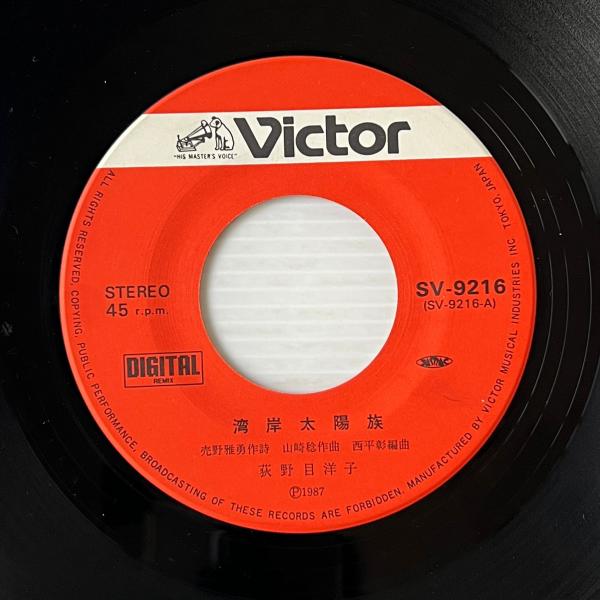 Victor
"HIS MASTER'S VOICE"
STEREO
45 r.p.m.
SV-9216
(SV-9216-A)
DIGITAL
REMIX
湾岸太陽族
売野雅勇作詩 山崎稔作曲 西平彰編曲
荻野目洋子
Ⓟ1987
ALL RIGHTS RESERVED, COPYING, PUBLIC PERFORMANCE, BROADCASTING OF THESE RECORDS ARE FORBIDDEN. MANUFACTURED BY VICTOR MUSICAL INDUSTRIES INC TOKYO, JAPAN